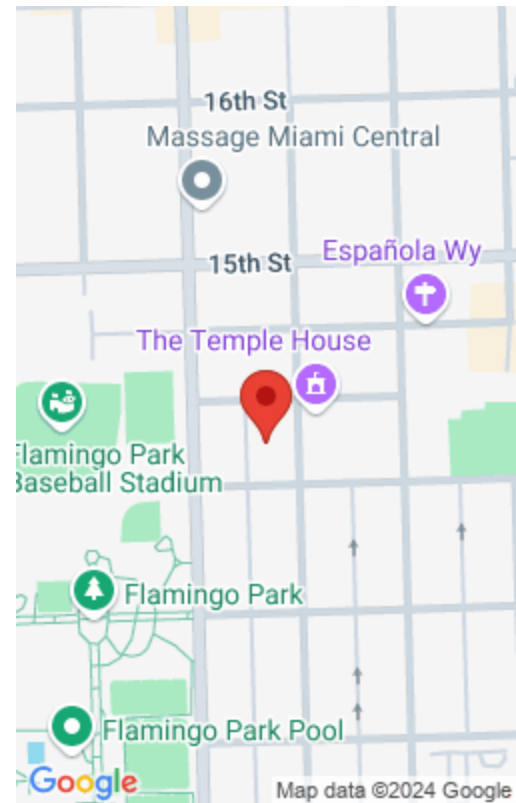 16th St
Massage Miami Central
15th St
Española Wy
The Temple House
Flamingo Park
Baseball Stadium
Flamingo Park
Flamingo Park Pool
Google
Map data ©2024 Google